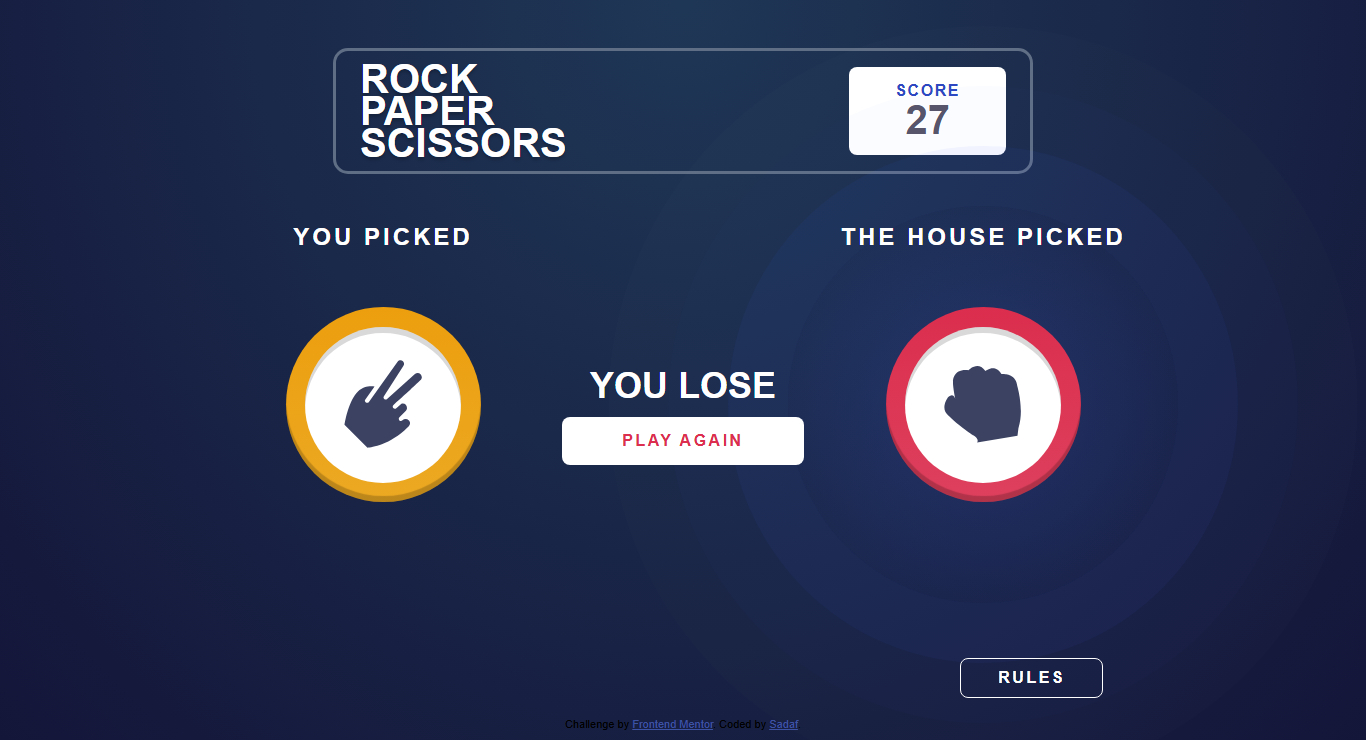 ROCK
PAPER
SCISSORS
SCORE
27
YOU PICKED
THE HOUSE PICKED
YOU LOSE
PLAY AGAIN
RULES
Challenge by Frontend Mentor. Coded by Sadaf